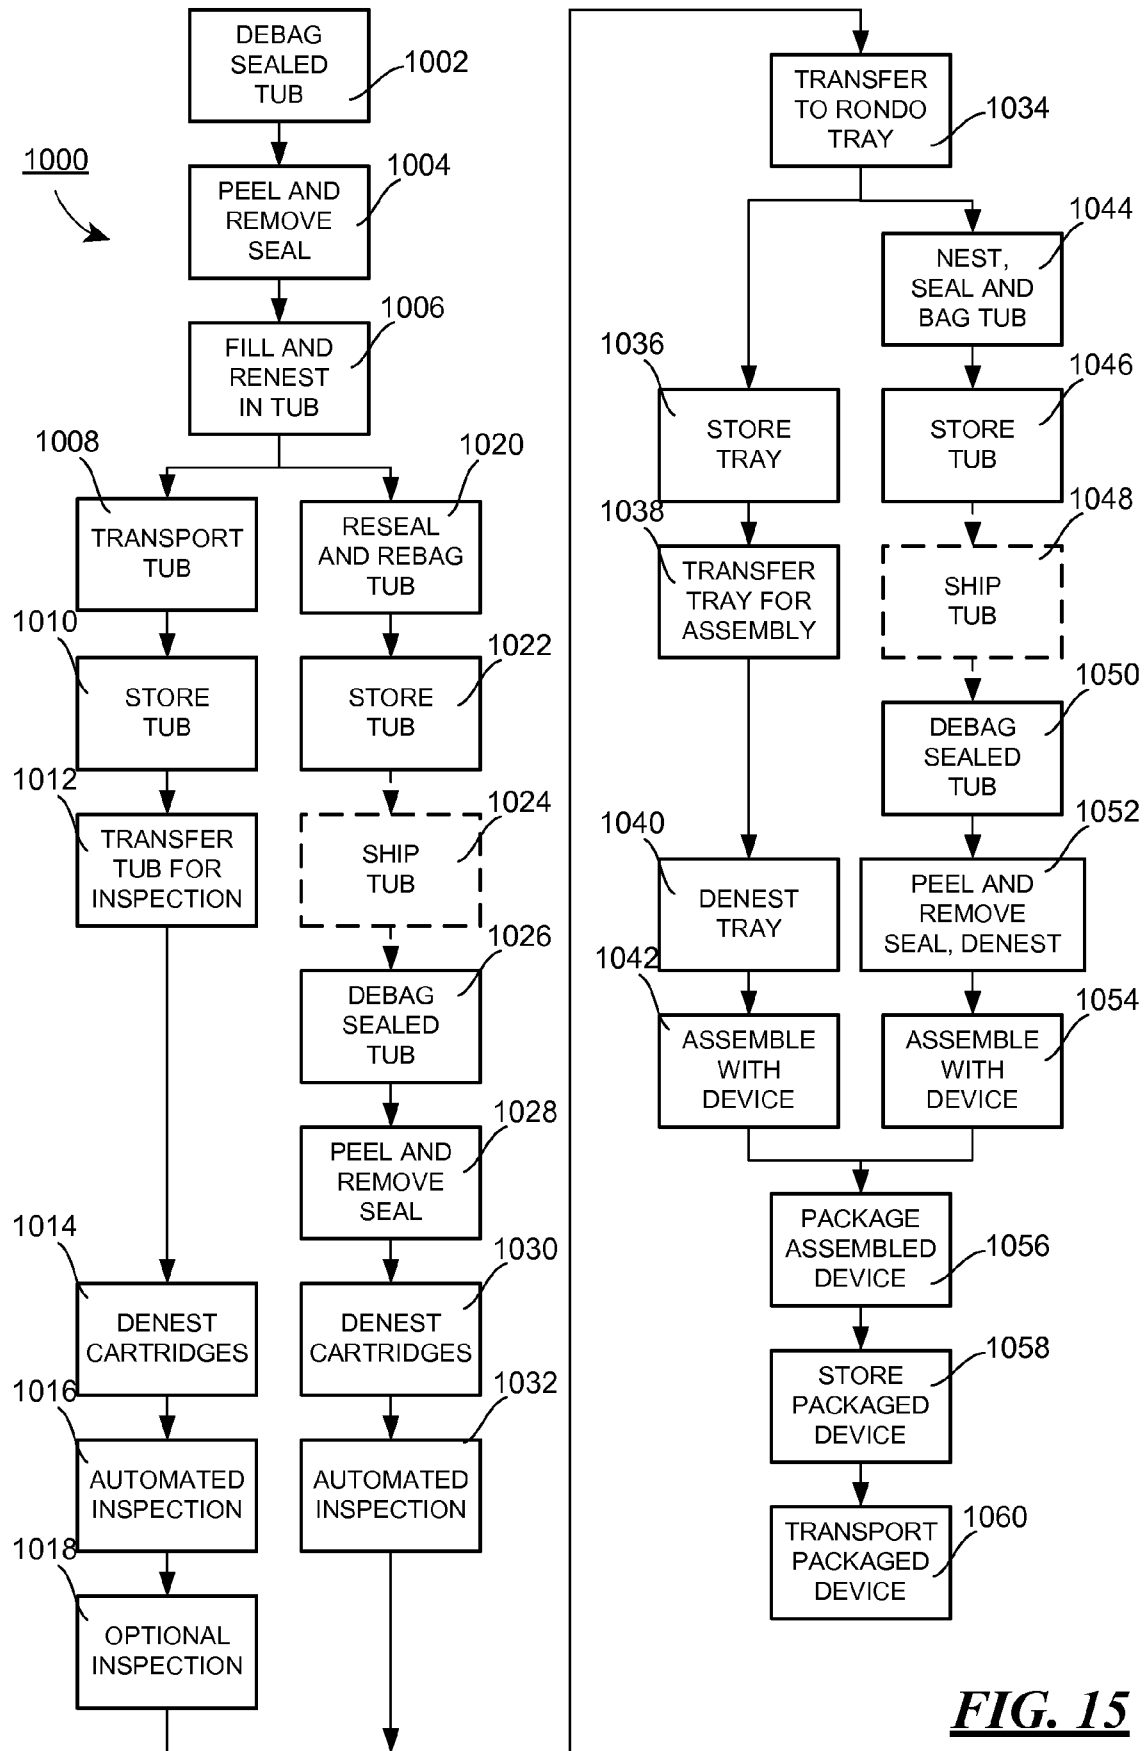 1000
DEBAG
SEALED
TUB
1002
PEEL AND
REMOVE
SEAL
1004
FILL AND
RENEST
IN TUB
1006
TRANSPORT
TUB
1008
STORE
TUB
1010
TRANSFER
TUB FOR
INSPECTION
1012
DENEST
CARTRIDGES
1014
AUTOMATED
INSPECTION
1016
OPTIONAL
INSPECTION
1018
RESEAL
AND REBAG
TUB
1020
STORE
TUB
1022
SHIP
TUB
1024
DEBAG
SEALED
TUB
1026
PEEL AND
REMOVE
SEAL
1028
DENEST
CARTRIDGES
1030
AUTOMATED
INSPECTION
1032
TRANSFER
TO RONDO
TRAY
1034
STORE
TRAY
1036
TRANSFER
TRAY FOR
ASSEMBLY
1038
DENEST
TRAY
1040
ASSEMBLE
WITH
DEVICE
1042
NEST,
SEAL AND
BAG TUB
1044
STORE
TUB
1046
SHIP
TUB
1048
DEBAG
SEALED
TUB
1050
PEEL AND
REMOVE
SEAL, DENEST
1052
ASSEMBLE
WITH
DEVICE
1054
PACKAGE
ASSEMBLED
DEVICE
1056
STORE
PACKAGED
DEVICE
1058
TRANSPORT
PACKAGED
DEVICE
1060
FIG. 15